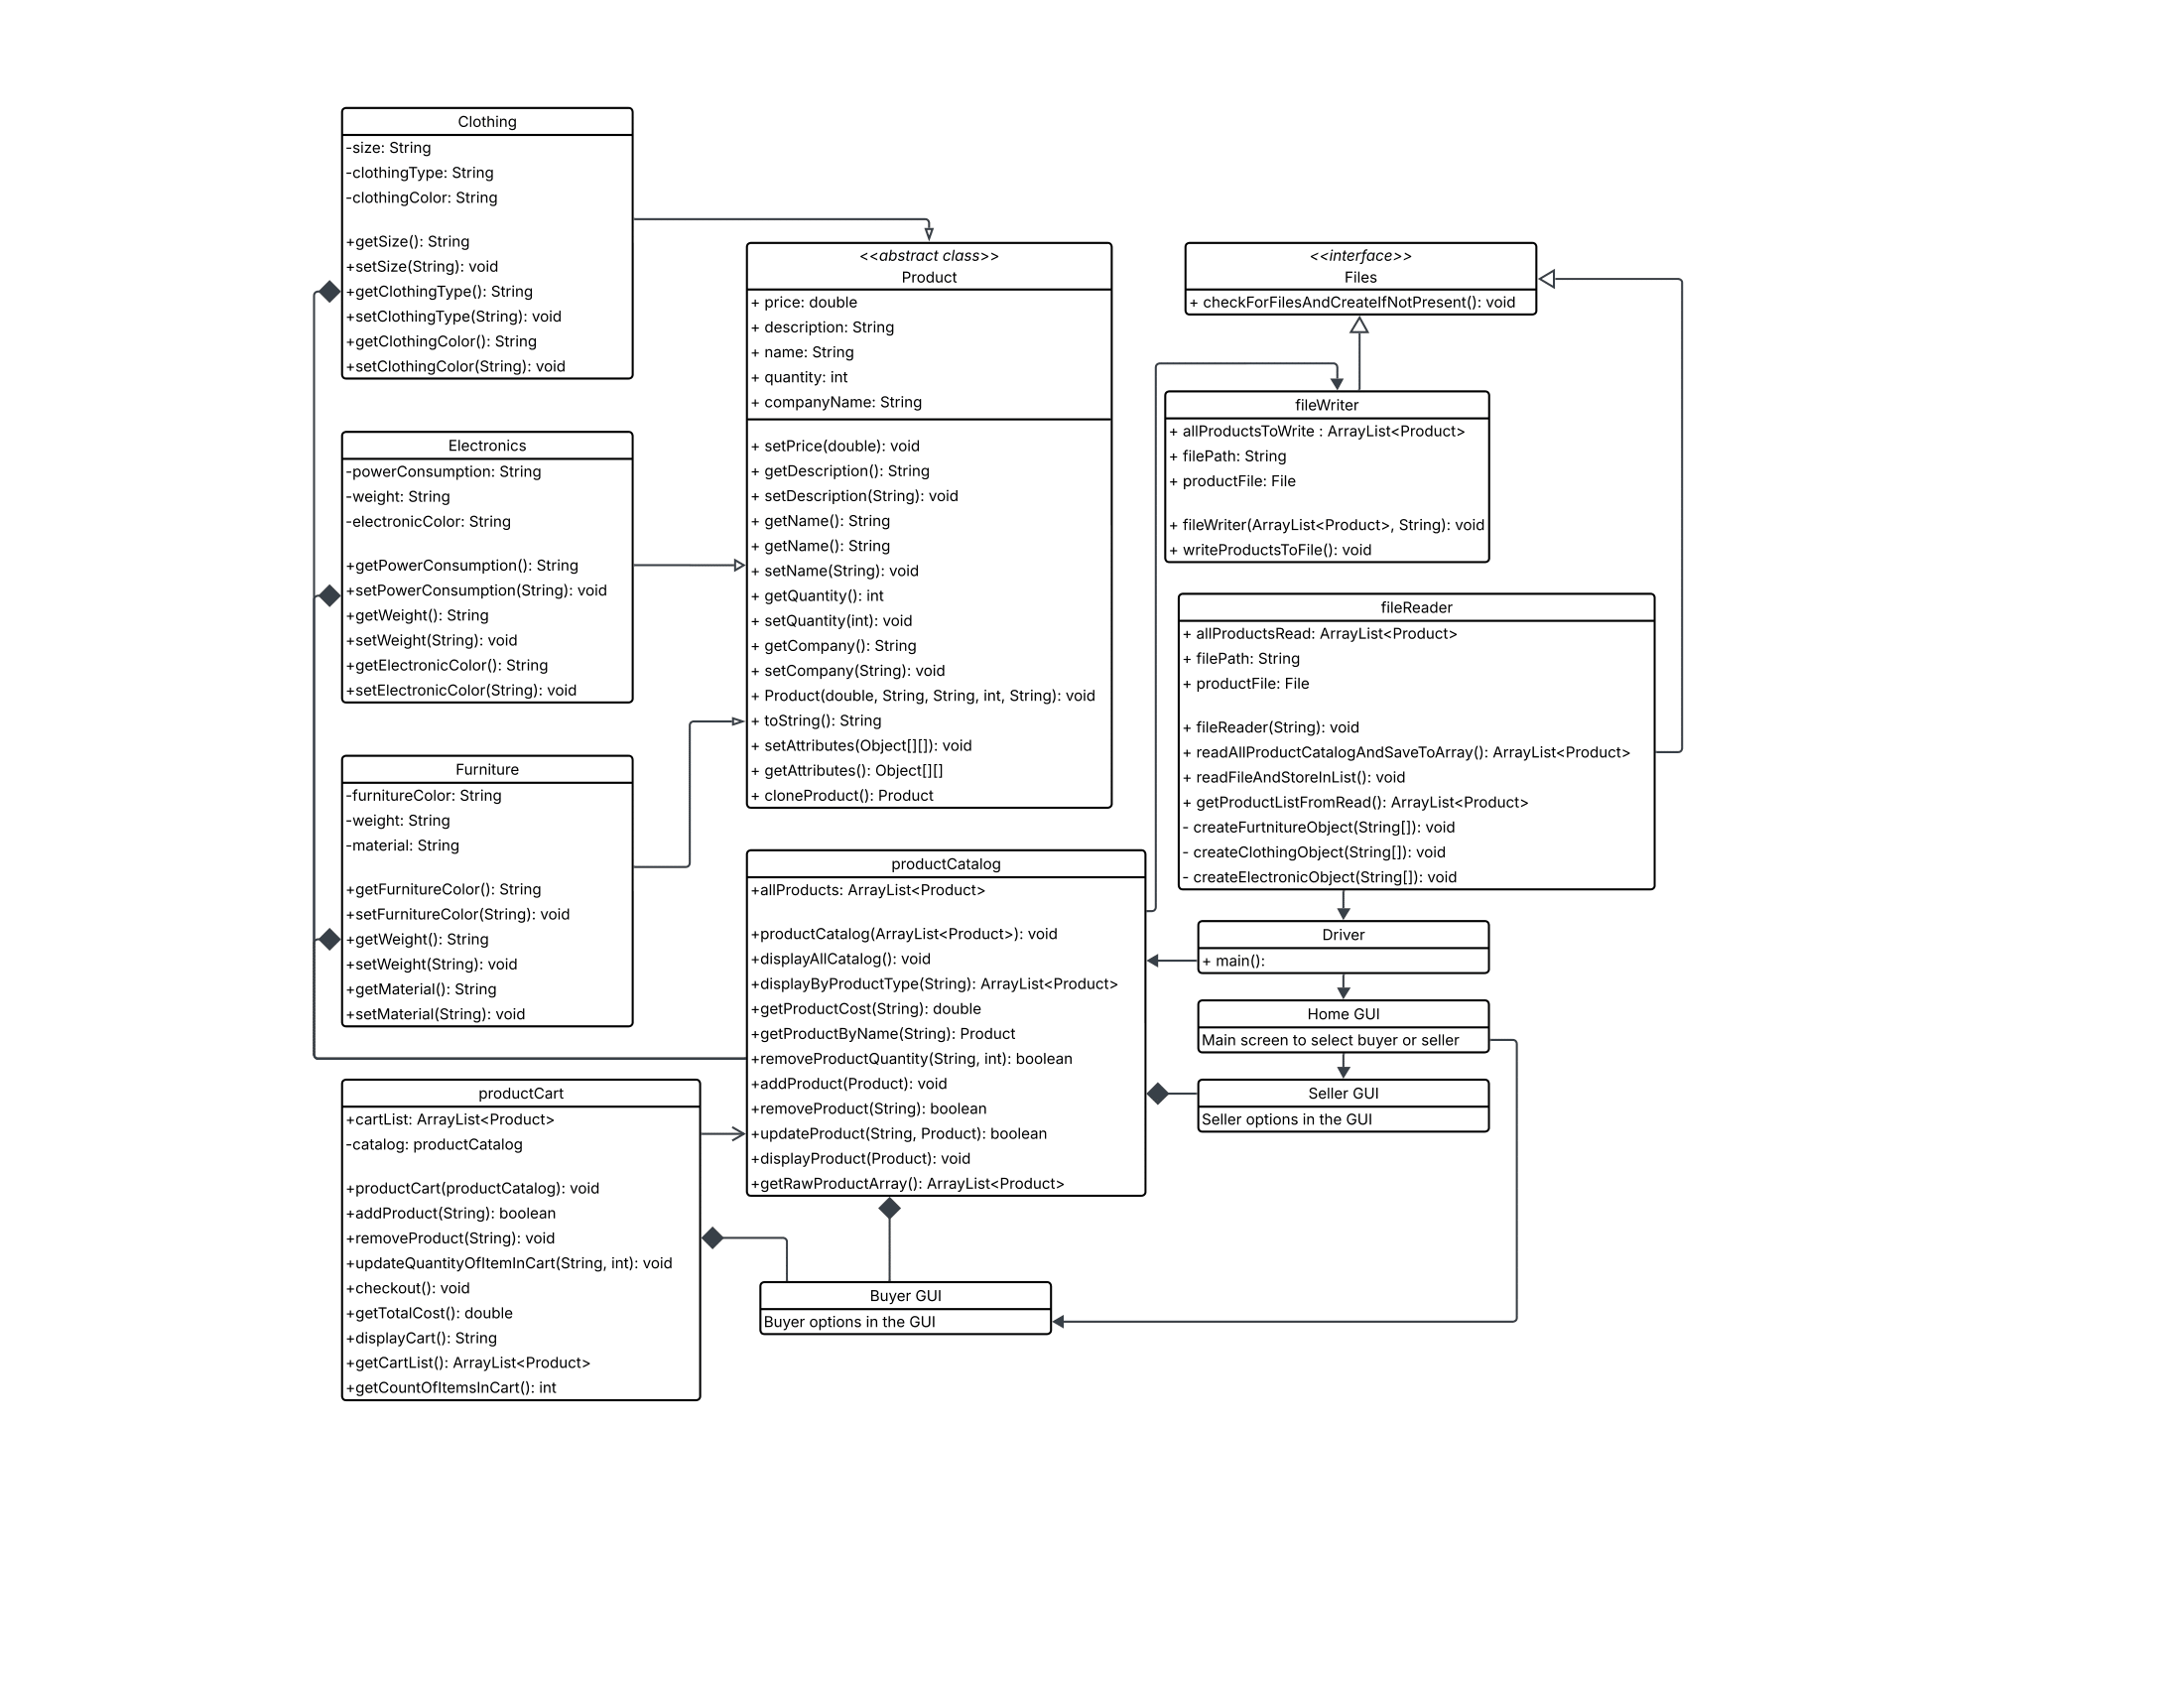 Clothing
-size: String
-clothingType: String
-clothingColor: String
+getSize(): String
+setSize(String): void
+getClothingType(): String
+setClothingType(String): void
+getClothingColor(): String
+setClothingColor(String): void
Electronics
-powerConsumption: String
-weight: String
-electronicColor: String
+getPowerConsumption(): String
+setPowerConsumption(String): void
+getWeight(): String
+setWeight(String): void
+getElectronicColor(): String
+setElectronicColor(String): void
Furniture
-furnitureColor: String
-weight: String
-material: String
+getFurnitureColor(): String
+setFurnitureColor(String): void
+getWeight(): String
+setWeight(String): void
+getMaterial(): String
+setMaterial(String): void
productCart
+cartList: ArrayList<Product>
-catalog: productCatalog
+productCart(productCatalog): void
+addProduct(String): boolean
+removeProduct(String): void
+updateQuantityOfItemInCart(String, int): void
+checkout(): void
+getTotalCost(): double
+displayCart(): String
+getCartList(): ArrayList<Product>
+getCountOfItemsInCart(): int
<<abstract class>>
Product
+ price: double
+ description: String
+ name: String
+ quantity: int
+ companyName: String
+ setPrice(double): void
+ getDescription(): String
+ setDescription(String): void
+ getName(): String
+ getName(): String
+ setName(String): void
+ getQuantity(): int
+ setQuantity(int): void
+ getCompany(): String
+ setCompany(String): void
+ Product(double, String, String, int, String): void
+ toString(): String
+ setAttributes(Object[][]): void
+ getAttributes(): Object[][]
+ cloneProduct(): Product
productCatalog
+allProducts: ArrayList<Product>
+productCatalog(ArrayList<Product>): void
+displayAllCatalog(): void
+displayByProductType(String): ArrayList<Product>
+getProductCost(String): double
+getProductByName(String): Product
+removeProductQuantity(String, int): boolean
+addProduct(Product): void
+removeProduct(String): boolean
+updateProduct(String, Product): boolean
+displayProduct(Product): void
+getRawProductArray(): ArrayList<Product>
Buyer GUI
Buyer options in the GUI
<<interface>>
Files
+ checkForFilesAndCreateIfNotPresent(): void
fileWriter
+ allProductsToWrite : ArrayList<Product>
+ filePath: String
+ productFile: File
+ fileWriter(ArrayList<Product>, String): void
+ writeProductsToFile(): void
fileReader
+ allProductsRead: ArrayList<Product>
+ filePath: String
+ productFile: File
+ fileReader(String): void
+ readAllProductCatalogAndSaveToArray(): ArrayList<Product>
+ readFileAndStoreInList(): void
+ getProductListFromRead(): ArrayList<Product>
- createFurtnitureObject(String[]): void
- createClothingObject(String[]): void
- createElectronicObject(String[]): void
Driver
+ main():
Home GUI
Main screen to select buyer or seller
Seller GUI
Seller options in the GUI